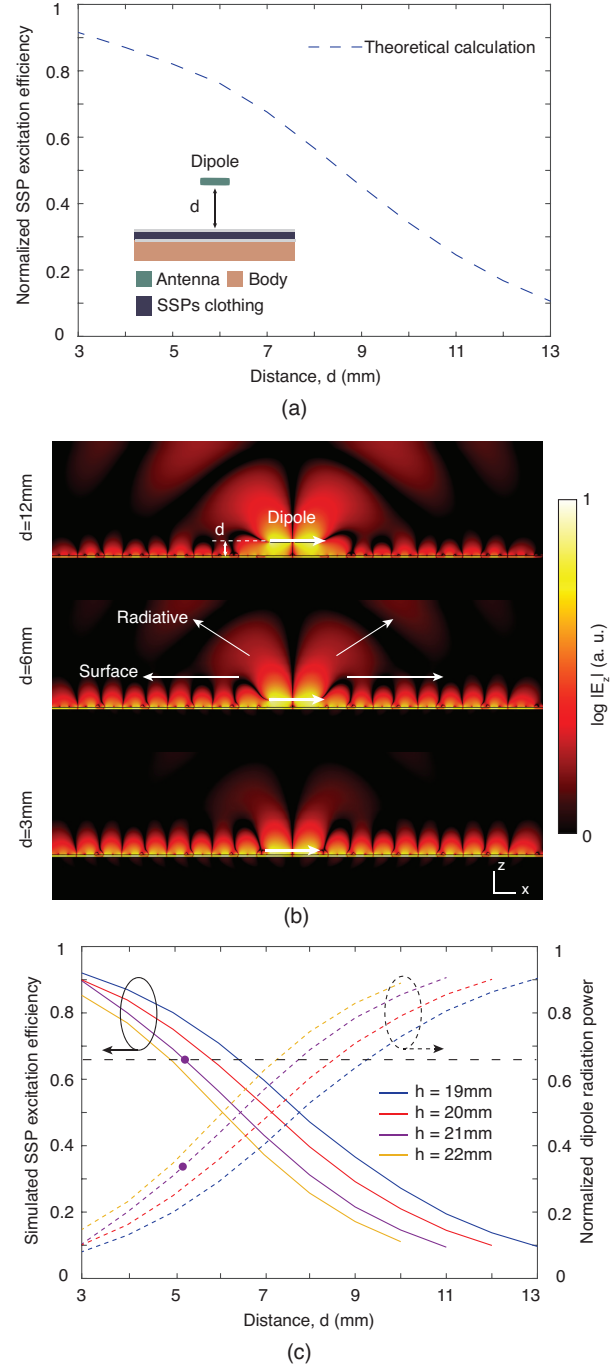 1
0.8
0.6
0.4
0.2
0
Normalized SSP excitation efficiency
Theoretical calculation
Dipole
d
Antenna
Body
SSPs clothing
3
5
7
9
11
13
Distance, d (mm)
(a)
d=12mm
d
Dipole
d=6mm
Radiative
Surface
d=3mm
z
x
1
0
log |E_z| (a. u.)
(b)
1
0.8
0.6
0.4
0.2
0
Simulated SSP excitation efficiency
h = 19mm
h = 20mm
h = 21mm
h = 22mm
1
0.8
0.6
0.4
0.2
0
Normalized dipole radiation power
3
5
7
9
11
13
Distance, d (mm)
(c)